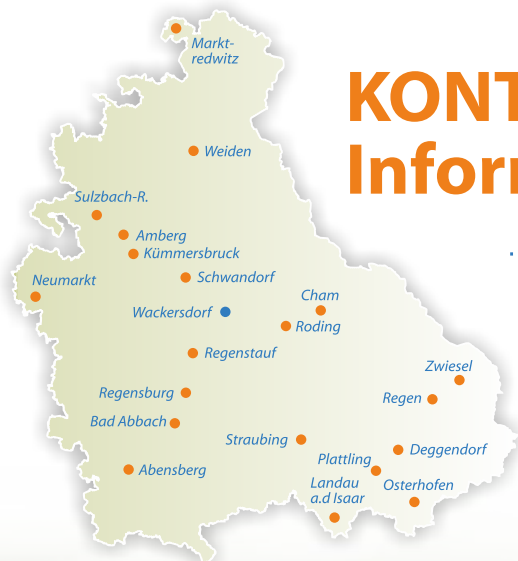 Markt-
redwitz
KONT
Inform
Weiden
Sulzbach-R.
Amberg
Kümmersbruck
Schwandorf
Neumarkt
Cham
Wackersdorf
Roding
Regenstauf
Zwiesel
Regensburg
Regen
Bad Abbach
Straubing
Deggendorf
Plattling
Abensberg
Landau
a.d Isaar
Osterhofen